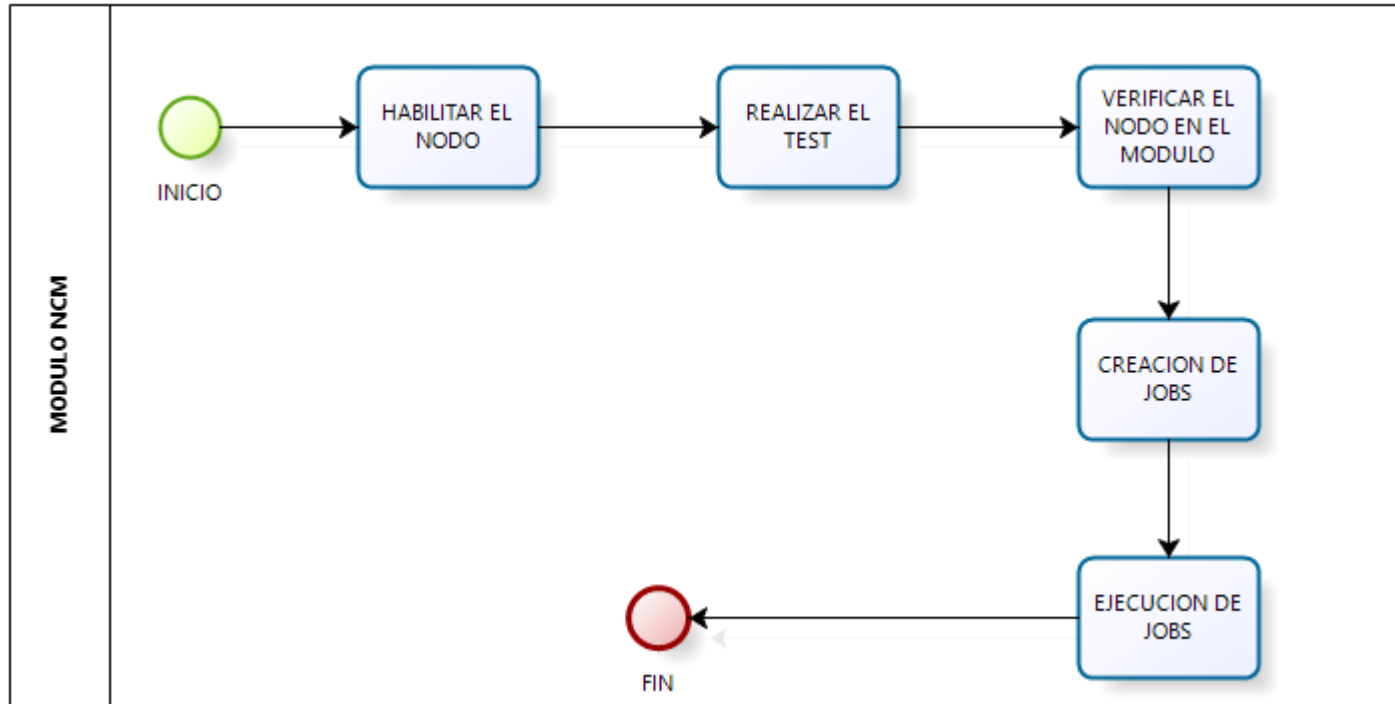 MODULO NCM
INICIO
HABILITAR EL
NODO
REALIZAR EL
TEST
VERIFICAR EL
NODO EN EL
MODULO
CREACION DE
JOBS
EJECUCION DE
JOBS
FIN